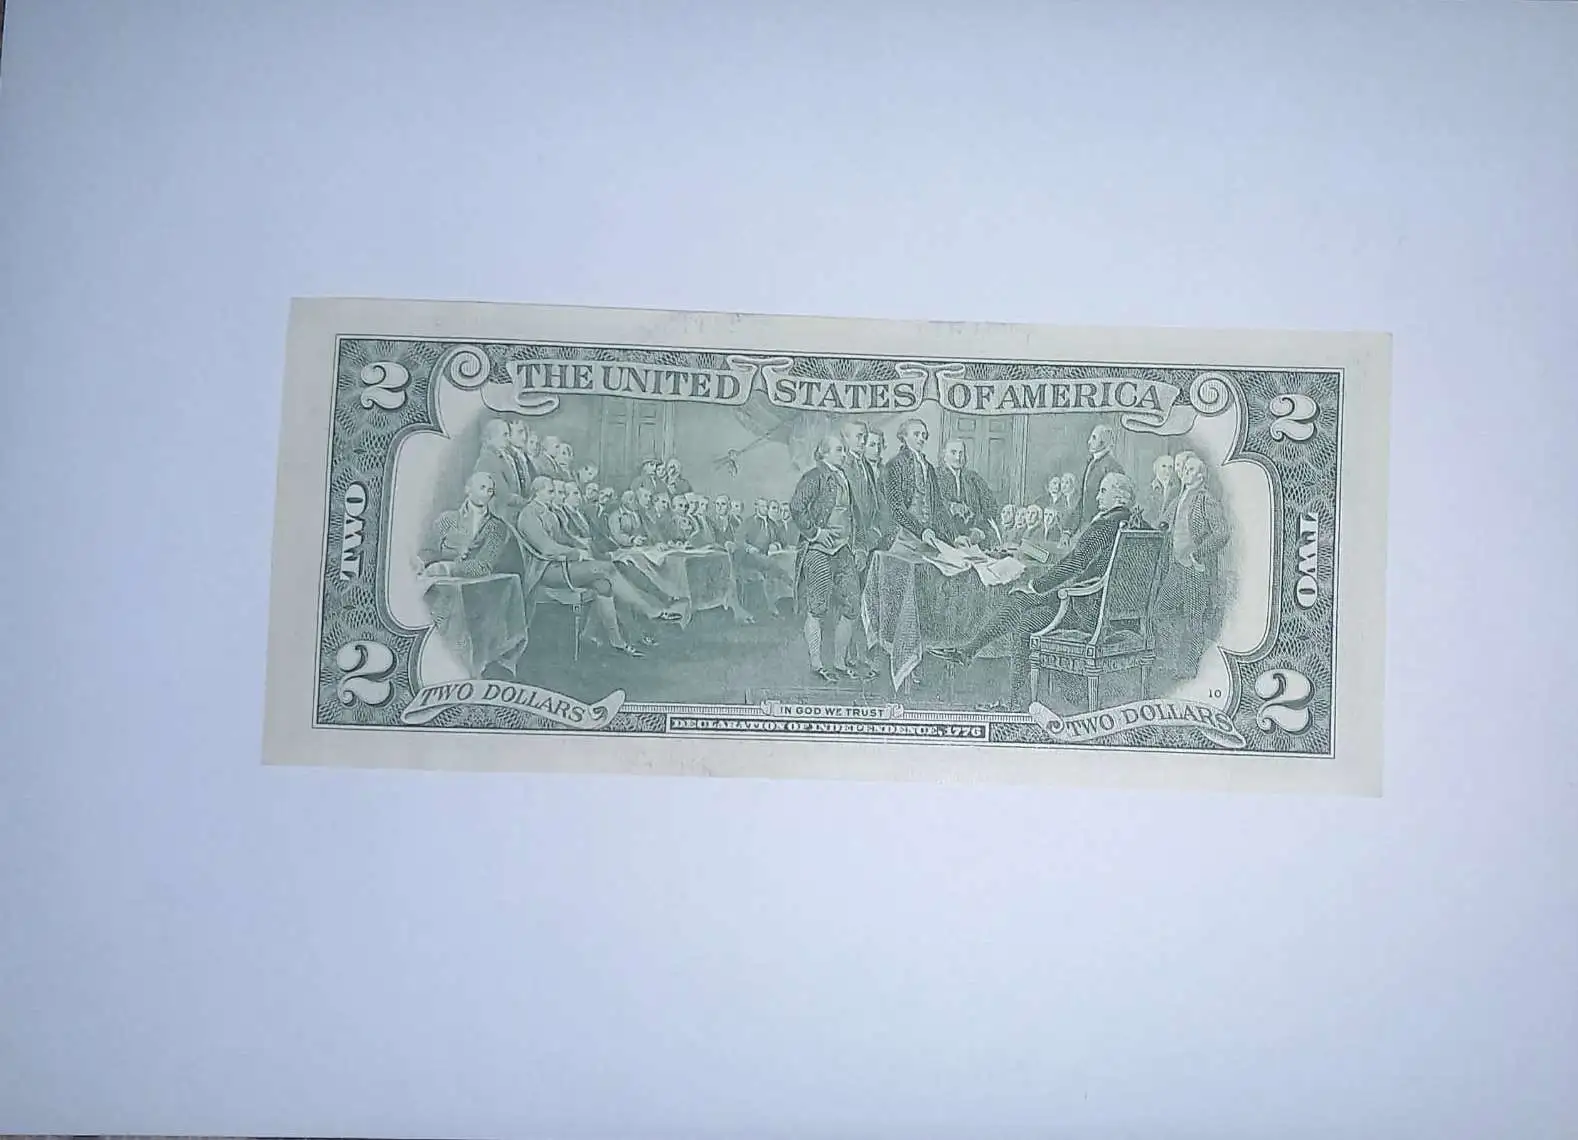 2 THE UNITED STATES OF AMERICA 2
TWO TWO
2 TWO DOLLARS IN GOD WE TRUST TWO DOLLARS 10 2
DECLARATION OF INDEPENDENCE, 1776